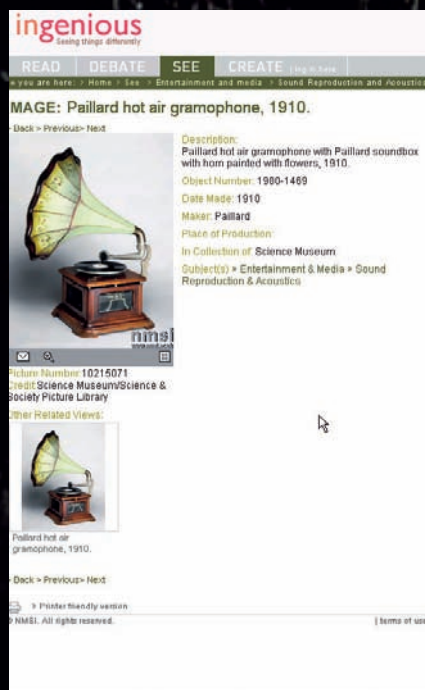 ingenious
Seeing things differently
READ DEBATE SEE CREATE | log in here
you are here: > Home > See > Entertainment and media > Sound Reproduction and Acoustics
MAGE: Paillard hot air gramophone, 1910.
Back > Previous> Next
Description:
Paillard hot air gramophone with Paillard soundbox
with horn painted with flowers, 1910.
Object Number: 1980-1469
Date Made: 1910
Maker: Paillard
Place of Production:
In Collection of: Science Museum
Subject(s) > Entertainment & Media > Sound
Reproduction & Acoustics
nmsi
Picture Number:10215071
Credit:Science Museum/Science &
Society Picture Library
Other Related Views:
Paillard hot air
gramophone, 1910.
Back > Previous> Next
> Printer friendly version
© NMSI. All rights reserved.
| terms of use